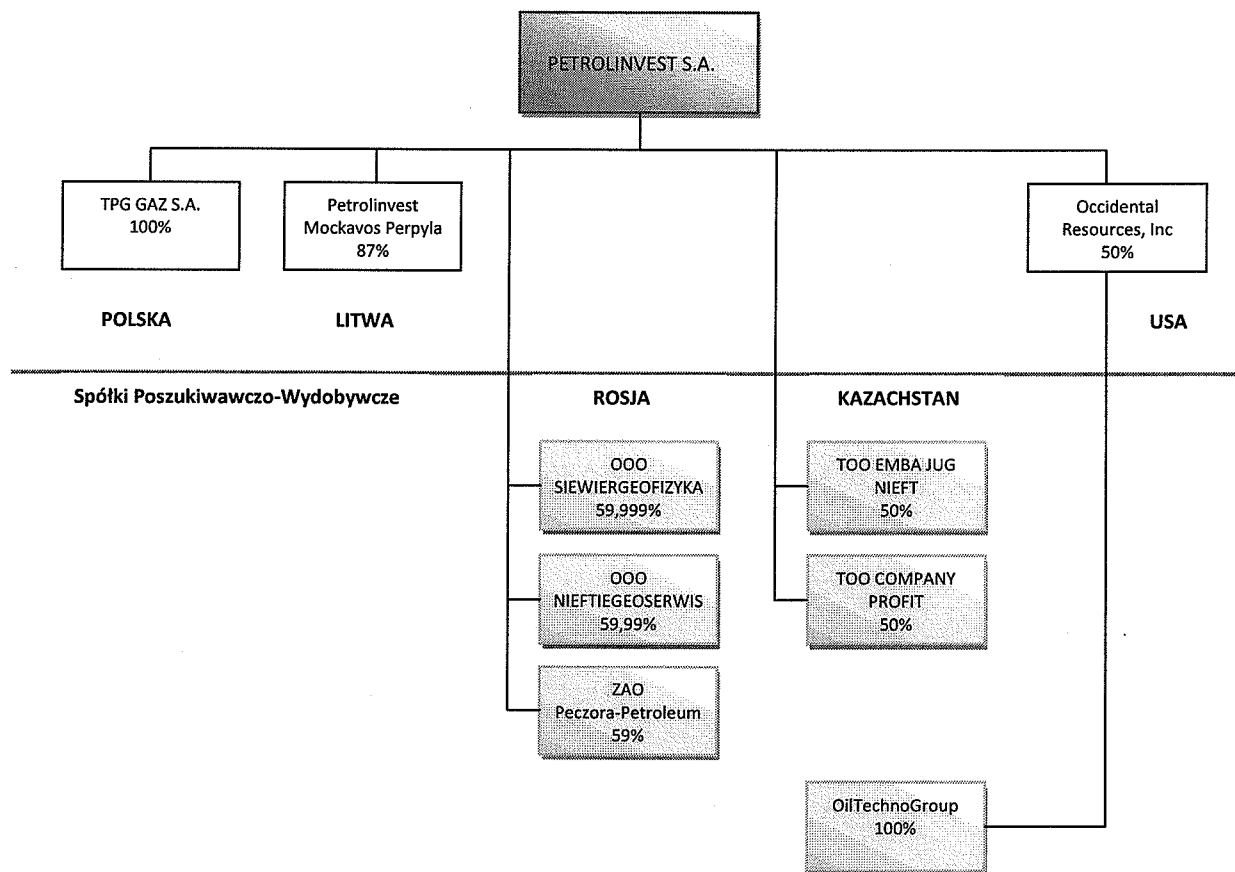 PETROLINVEST S.A.
TPG GAZ S.A.
100%
Petrolinvest
Mockavos Perpyla
87%
Occidental
Resources, Inc
50%
POLSKA
LITWA
USA
Spółki Poszukiwawczo-Wydobywcze
ROSJA
KAZACHSTAN
OOO
SIEWIERGEOFIZYKA
59,999%
TOO EMBA JUG
NIEFT
50%
OOO
NIEFTIEGEOSERWIS
59,99%
TOO COMPANY
PROFIT
50%
ZAO
Peczora-Petroleum
59%
OilTechnoGroup
100%